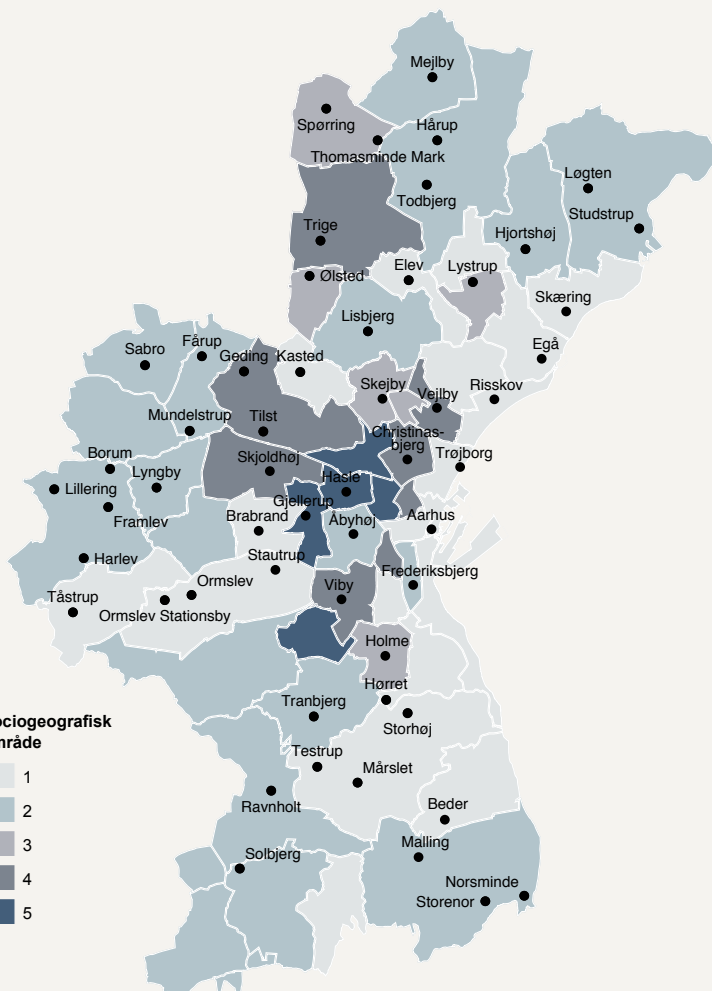 Mejlby
Spørring
Hårup
Thomasminde Mark
Løgten
Todbjerg
Studstrup
Trige
Hjortshøj
Elev
Lystrup
Ølsted
Skæring
Lisbjerg
Egå
Fårup
Sabro
Geding
Kasted
Skejby
Risskov
Vejlby
Mundelstrup
Tilst
Christinas-
bjerg
Borum
Skjoldhøj
Trøjborg
Lyngby
Hasle
Lillering
Gjellerup
Framlev
Brabrand
Åbyhøj
Aarhus
Harlev
Stautrup
Frederiksbjerg
Ormslev
Viby
Tåstrup
Ormslev Stationsby
Holme
Hørret
Tranbjerg
Storhøj
ociogeografisk
mråde
Testrup
1
Mårslet
2
Ravnholt
Beder
3
Malling
Solbjerg
4
Norsminde
Storenor
5